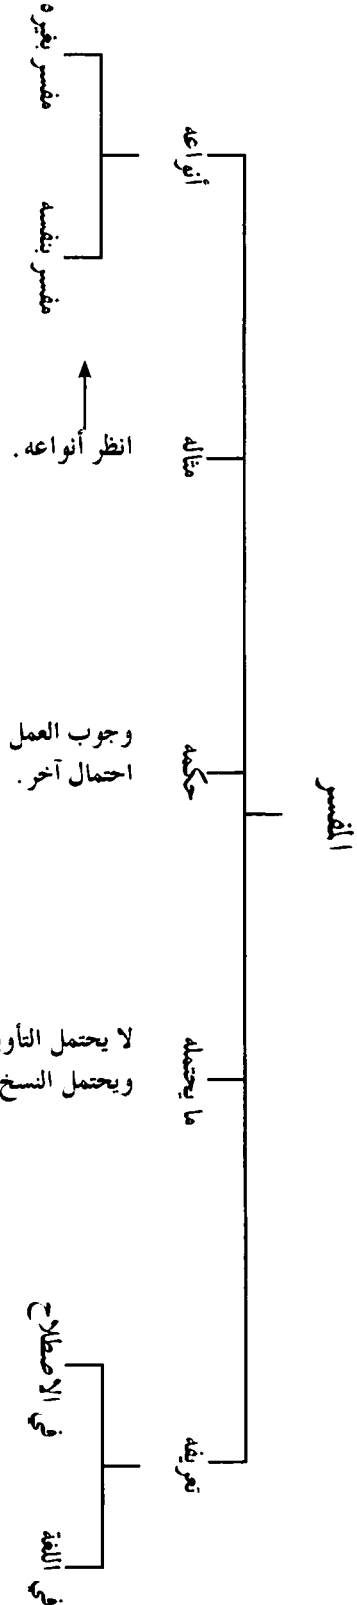 المفسر
تعريفه
في اللغة
في الاصطلاح
ما يحتمله
لا يحتمل
ويحتمل النسخ
حكمه
وجوب العمل
احتمال آخر.
مثاله
انظر أنواعه.
أنواعه
مفسر بنفسه
مفسر بغيره